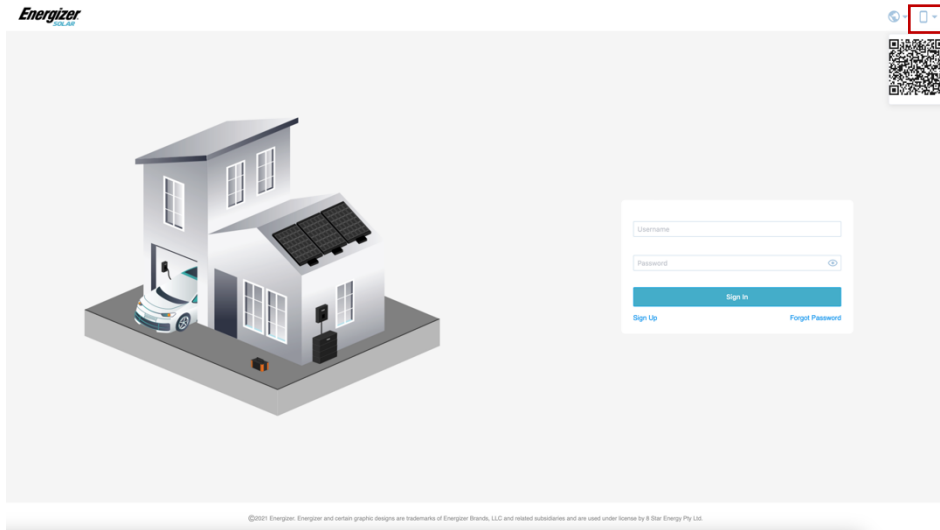 Energizer
SOLAR
Username
Password
Sign In
Sign Up
Forgot Password
©2021 Energizer. Energizer and certain graphic designs are trademarks of Energizer Brands, LLC and related subsidiaries and are used under license by 8 Star Energy Pty Ltd.